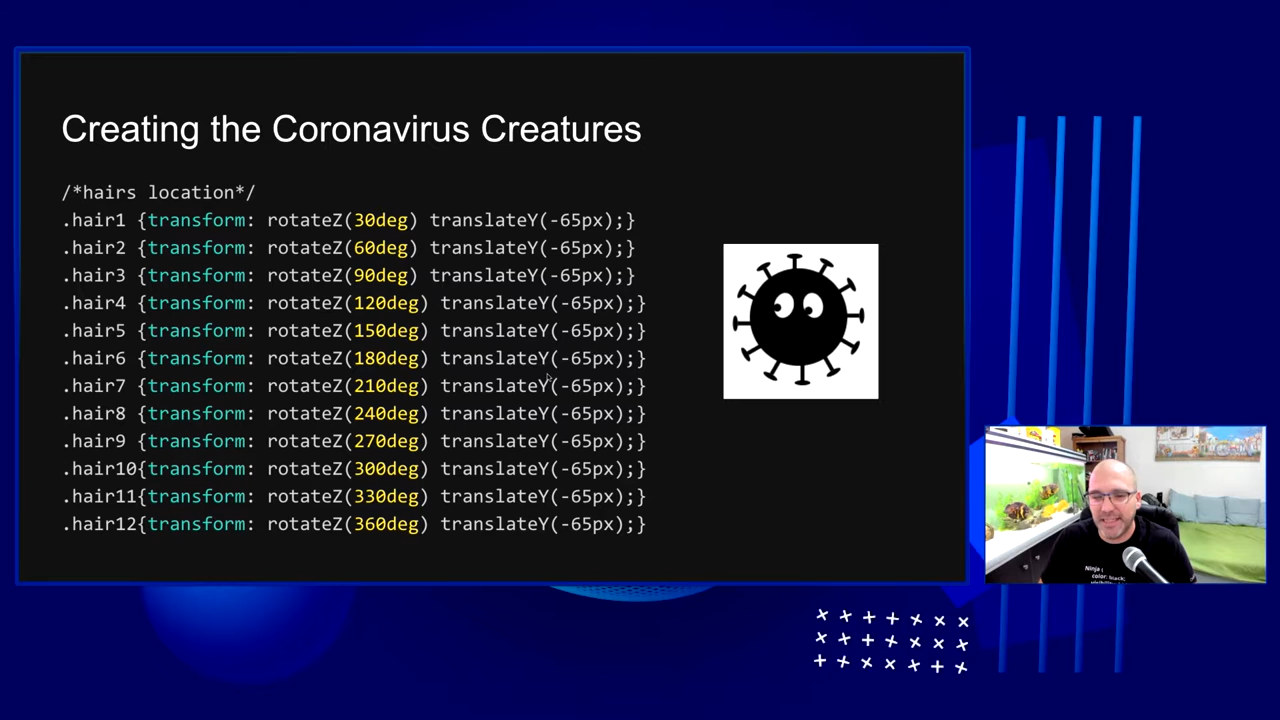 Creating the Coronavirus Creatures
/*hairs location*/
.hair1 {transform: rotateZ(30deg) translateY(-65px);}
.hair2 {transform: rotateZ(60deg) translateY(-65px);}
.hair3 {transform: rotateZ(90deg) translateY(-65px);}
.hair4 {transform: rotateZ(120deg) translateY(-65px);}
.hair5 {transform: rotateZ(150deg) translateY(-65px);}
.hair6 {transform: rotateZ(180deg) translateY(-65px);}
.hair7 {transform: rotateZ(210deg) translateY(-65px);}
.hair8 {transform: rotateZ(240deg) translateY(-65px);}
.hair9 {transform: rotateZ(270deg) translateY(-65px);}
.hair10{transform: rotateZ(300deg) translateY(-65px);}
.hair11{transform: rotateZ(330deg) translateY(-65px);}
.hair12{transform: rotateZ(360deg) translateY(-65px);}
Ninja
color: black;